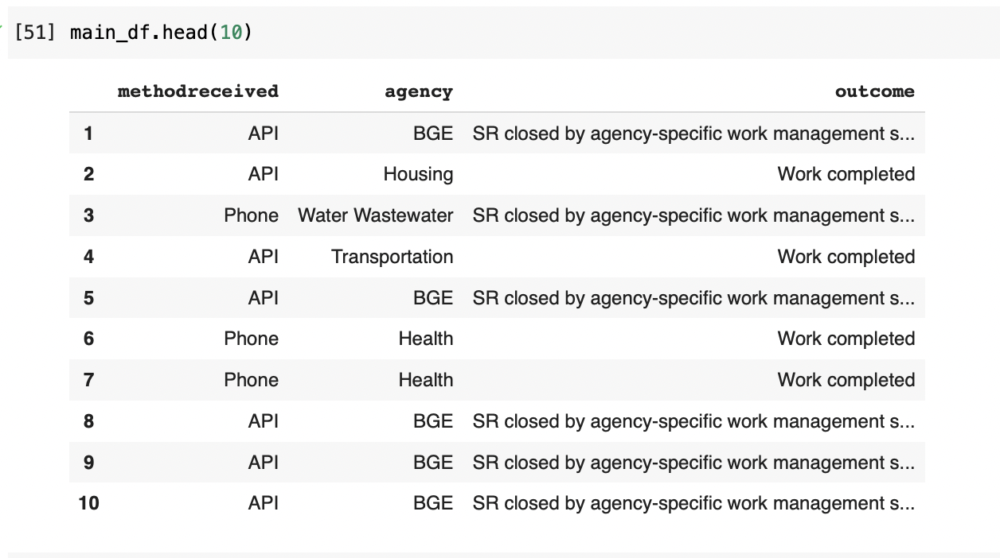 [51] main_df.head(10)
methodreceived agency outcome
1 API BGE SR closed by agency-specific work management s...
2 API Housing Work completed
3 Phone Water Wastewater SR closed by agency-specific work management s...
4 API Transportation Work completed
5 API BGE SR closed by agency-specific work management s...
6 Phone Health Work completed
7 Phone Health Work completed
8 API BGE SR closed by agency-specific work management s...
9 API BGE SR closed by agency-specific work management s...
10 API BGE SR closed by agency-specific work management s...